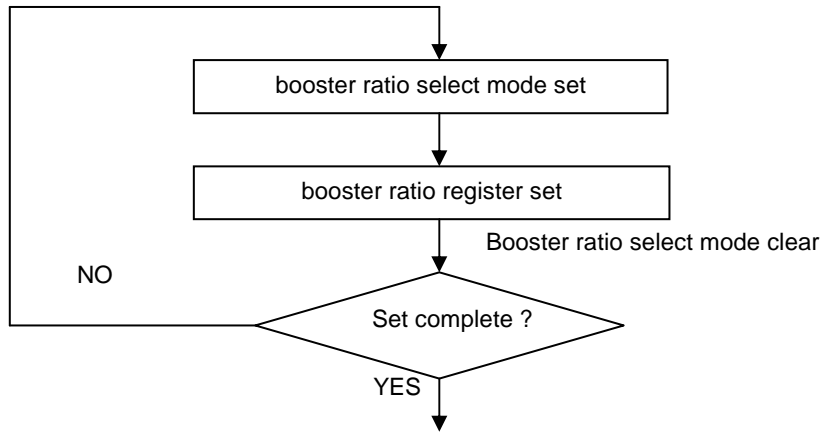 booster ratio select mode set
booster ratio register set
Booster ratio select mode clear
NO
Set complete ?
YES